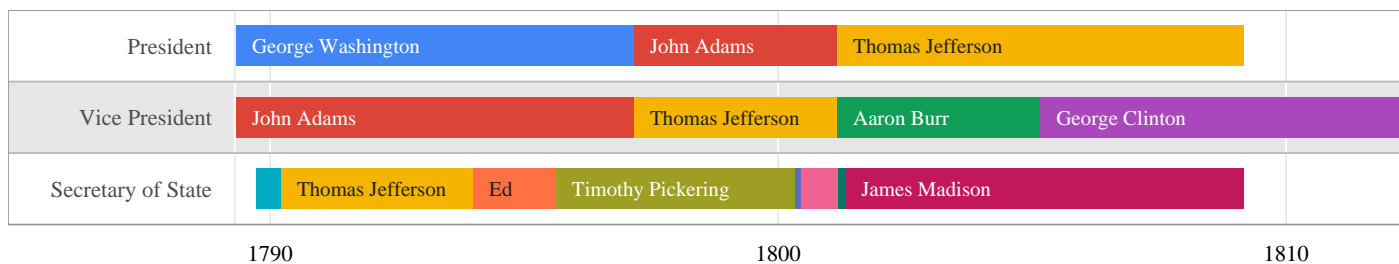 President George Washington John Adams Thomas Jefferson
Vice President John Adams Thomas Jefferson Aaron Burr George Clinton
Secretary of State Thomas Jefferson Ed Timothy Pickering James Madison
1790 1800 1810